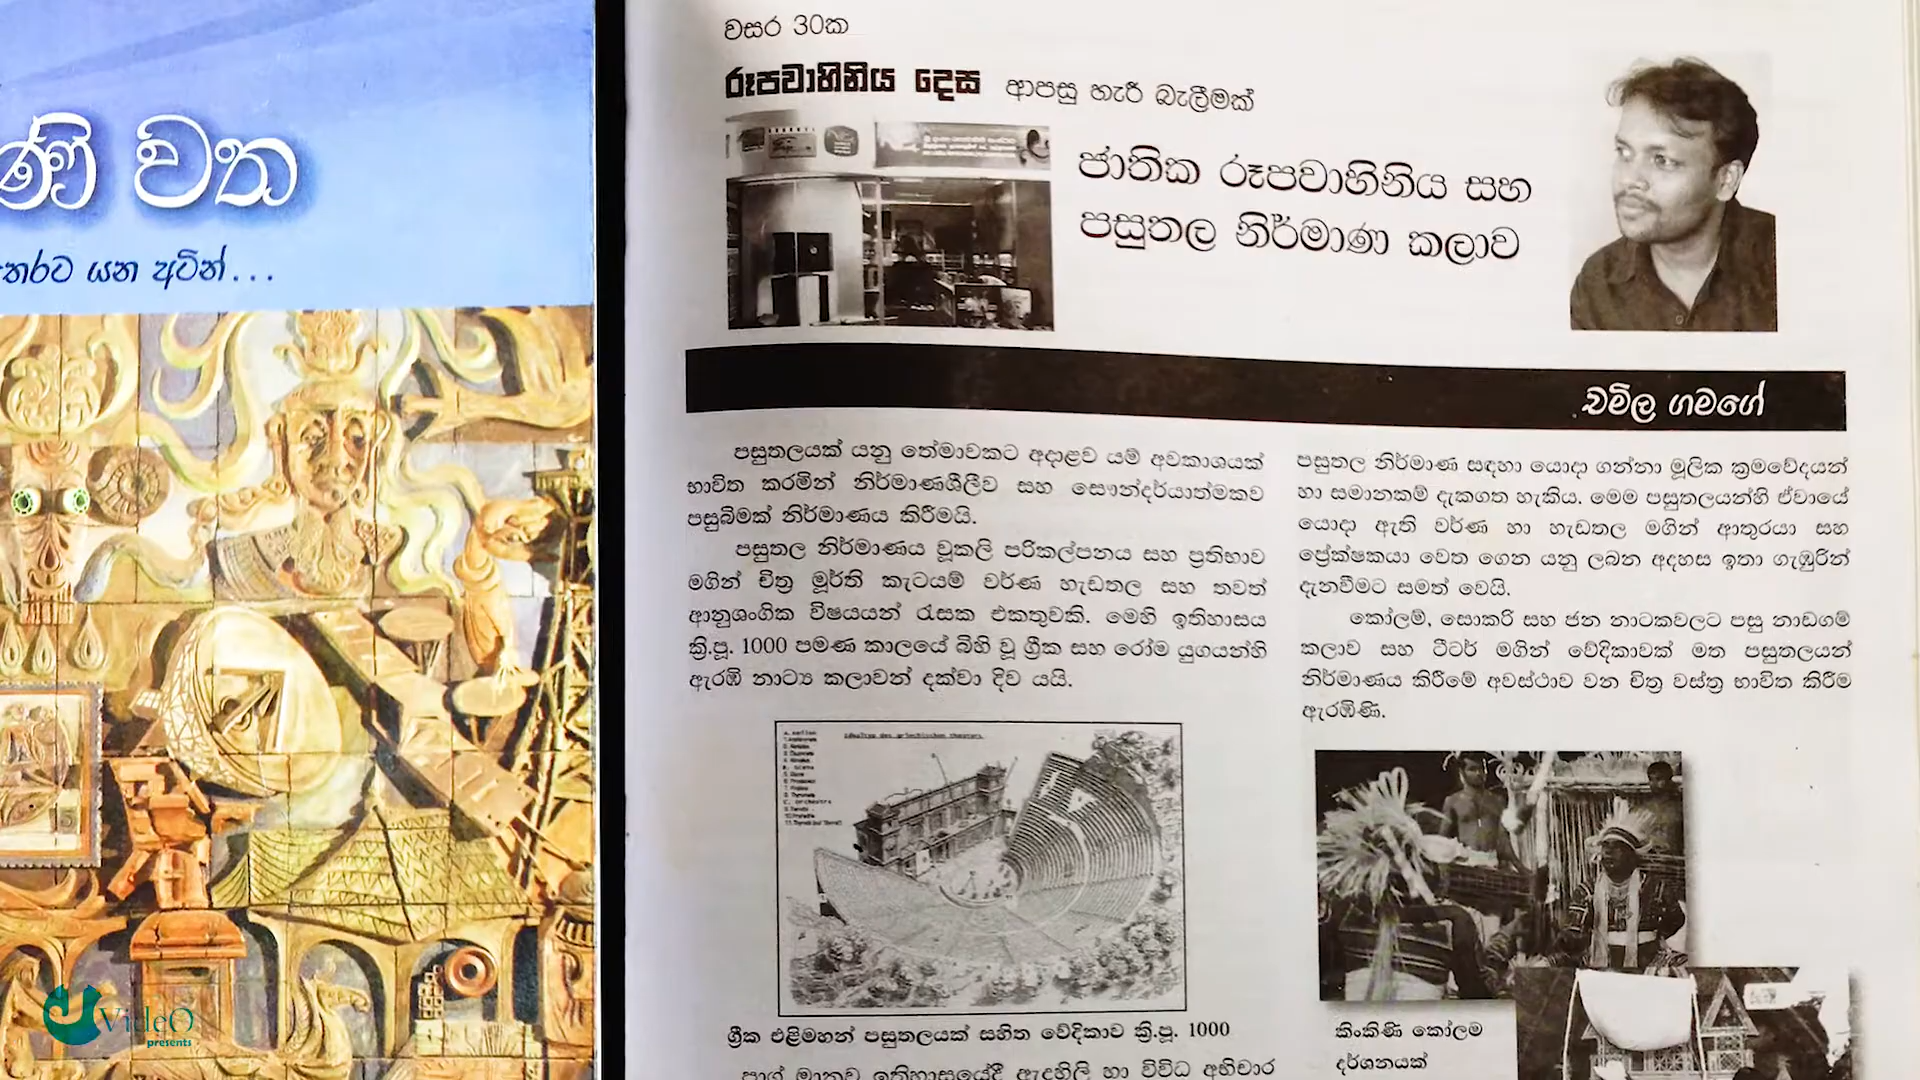 වත
යන අටින්...
වසර 30ක
රූපවාහිනිය දෙස ආපසු හැරී බැලීමක්
ජාතික රූපවාහිනිය සහ
පසුතල නිර්මාණ කලාව
චමිල ගමගේ
පසුතලයක් යනු තේමාවකට අදාළව යම් අවකාශයක්
භාවිත කරමින් නිර්මාණශීලීව සහ සෞන්දර්යාත්මකව
පසුබිමක් නිර්මාණය කිරීමයි.
පසුතල නිර්මාණය වූකලි පරිකල්පනය සහ ප්‍රතිභාව
මගින් චිත්‍ර මූර්ති කැටයම් වර්ණ හැඩතල සහ තවත්
ආනුශංගික විෂයයන් රැසක එකතුවකි. මෙහි ඉතිහාසය
ක්‍රි.පූ. 1000 පමණ කාලයේ බිහි වූ ග්‍රීක සහ රෝම යුගයන්හි
ඇරඹි නාට්‍ය කලාවන් දක්වා දිව යයි.
ග්‍රීක එළිමහන් පසුතලයක් සහිත වේදිකාව ක්‍රි.පූ. 1000
ප්‍රාග් මානව ඉතිහාසයේදී ඇදහිලි හා විවිධ අභිචාර
පසුතල නිර්මාණ සඳහා යොදා ගන්නා මූලික ක්‍රමවේදයන්
හා සමානකම් දැකගත හැකිය. මෙම පසුතලයන්හි ඒවායේ
යොදා ඇති වර්ණ හා හැඩතල මගින් ආතුරයා සහ
ප්‍රේක්ෂකයා වෙත ගෙන යනු ලබන අදහස ඉතා ගැඹුරින්
දැනවීමට සමත් වෙයි.
කෝලම්, සොකරි සහ ජන නාටකවලට පසු නාඩගම්
කලාව සහ ටීටර් මගින් වේදිකාවක් මත පසුතලයන්
නිර්මාණය කිරීමේ අවස්ථාව වන චිත්‍ර වස්ත්‍ර භාවිත කිරීම
ඇරඹිණි.
කිංකිණි කෝලම
දර්ශනයක්
VideO
presents